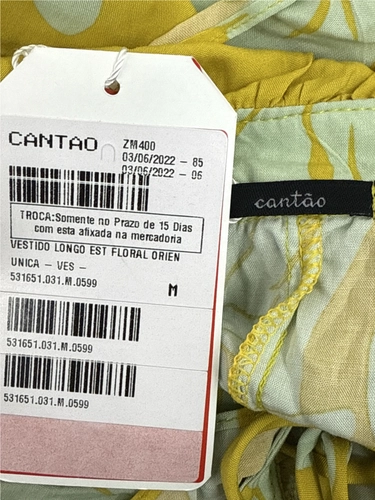 CANTAO
ZM400
03/06/2022 - 85
03/06/2022 - 06
TROCA:Somente no Prazo de 15 Dias
com esta afixada na mercadoria
VESTIDO LONGO EST FLORAL ORIEN
UNICA - VES -
531651.031.M.0599
M
531651.031.M.0599
531651.031.M.0599
cantão